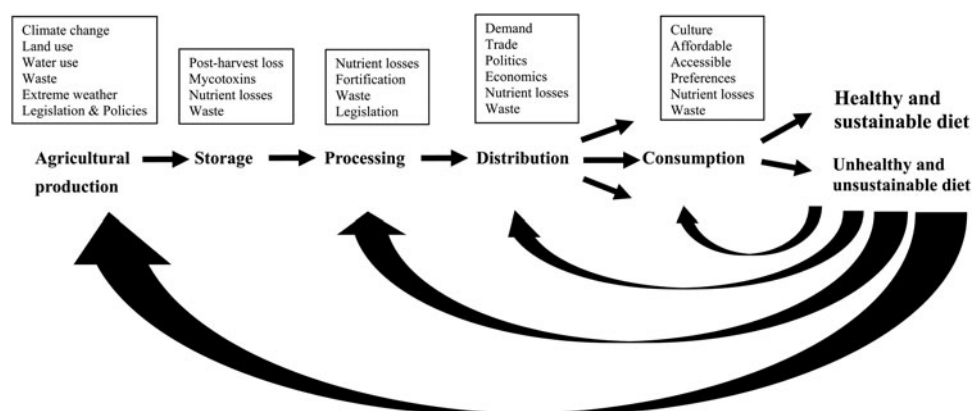 Climate change
Land use
Water use
Waste
Extreme weather
Legislation & Policies
Post-harvest loss
Mycotoxins
Nutrient losses
Waste
Nutrient losses
Fortification
Waste
Legislation
Demand
Trade
Politics
Economics
Nutrient losses
Waste
Culture
Affordable
Accessible
Preferences
Nutrient losses
Waste
Agricultural
production
Storage
Processing
Distribution
Consumption
Healthy and
sustainable diet
Unhealthy and
unsustainable diet